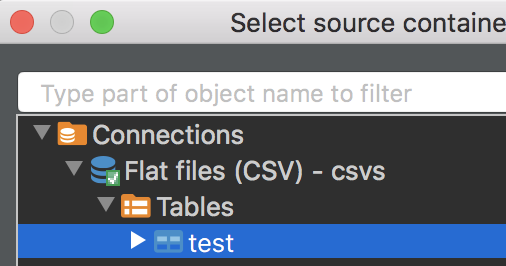 Select source containe
Type part of object name to filter
Connections
Flat files (CSV) - csvs
Tables
test